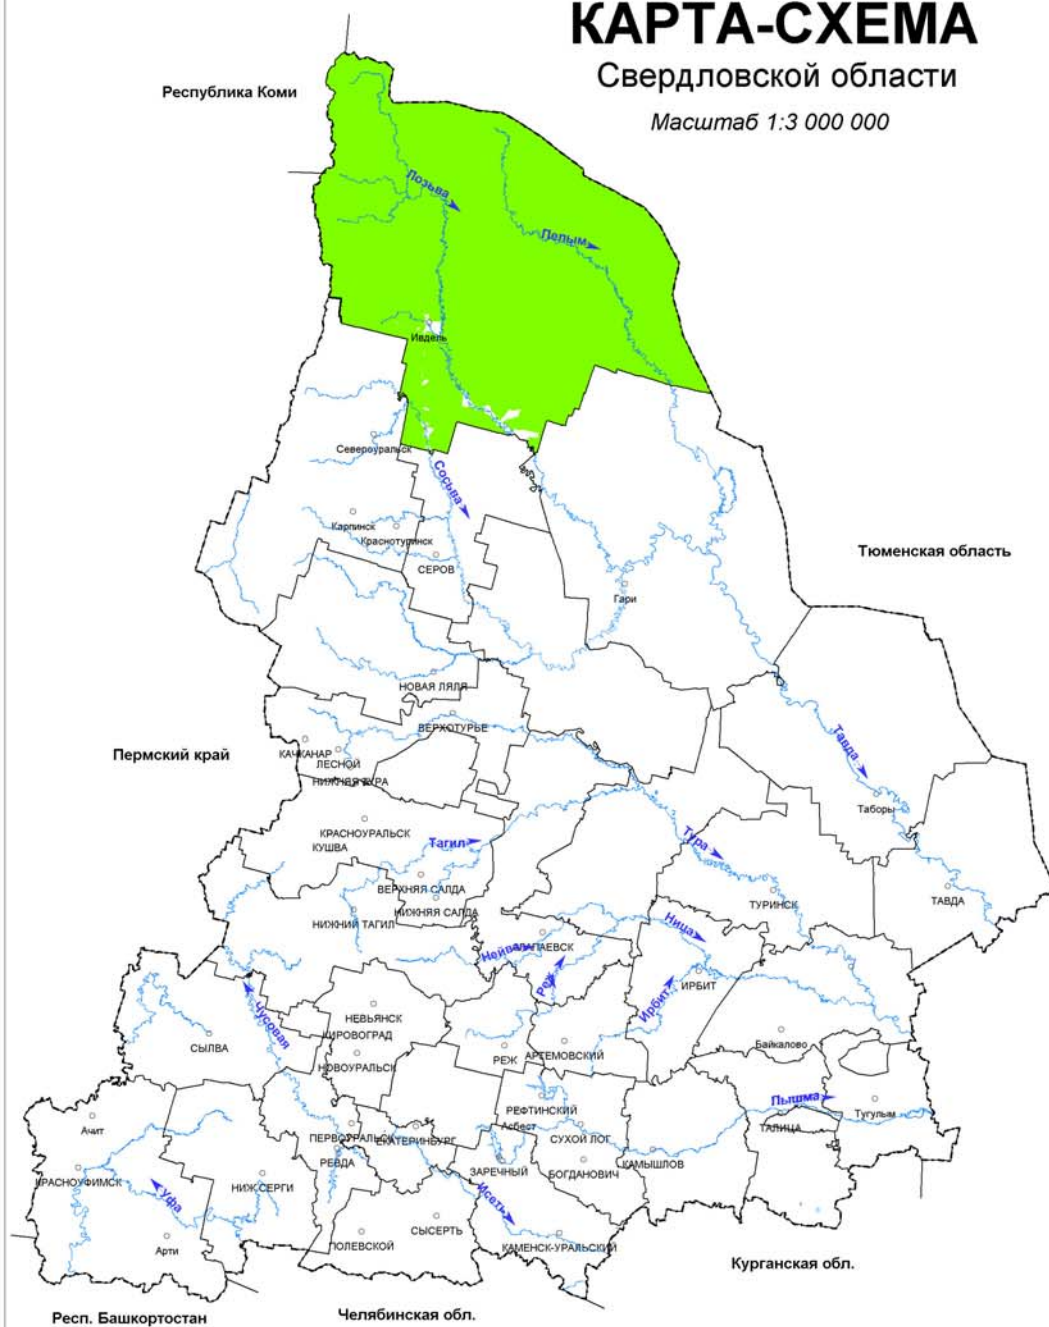 КАРТА-СХЕМА
Свердловской области
Масштаб 1:3 000 000
Республика Коми
Лозьва
Пелым
Ивдель
Североуральск
Сосьва
Карпинск
Краснотурьинск
СЕРОВ
Тюменская область
Гари
НОВАЯ ЛЯЛЯ
ВЕРХОТУРЬЕ
Пермский край
КАЧКАНАР
ЛЕСНОЙ
НИЖНЯЯ ТУРА
Тавда
Таборы
КРАСНОУРАЛЬСК
КУШВА
Тагил
Тура
ВЕРХНЯЯ САЛДА
НИЖНЯЯ САЛДА
НИЖНИЙ ТАГИЛ
ТУРИНСК
ТАВДА
Ница
Нейва
АЛАПАЕВСК
Реж
Ирбит
ИРБИТ
Чусовая
НЕВЬЯНСК
КИРОВОГРАД
СЫЛВА
НОВОУРАЛЬСК
РЕЖ
АРТЕМОВСКИЙ
Байкалово
Пышма
Тугулым
ТАЛИЦА
РЕФТИНСКИЙ
Асбест
СУХОЙ ЛОГ
Ачит
ПЕРВОУРАЛЬСК
ЕКАТЕРИНБУРГ
РЕВДА
ЗАРЕЧНЫЙ
БОГДАНОВИЧ
КАМЫШЛОВ
КРАСНОУФИМСК
Уфа
НИЖ.СЕРГИ
Исеть
СЫСЕРТЬ
Арти
ПОЛЕВСКОЙ
КАМЕНСК-УРАЛЬСКИЙ
Курганская обл.
Челябинская обл.
Респ. Башкортостан